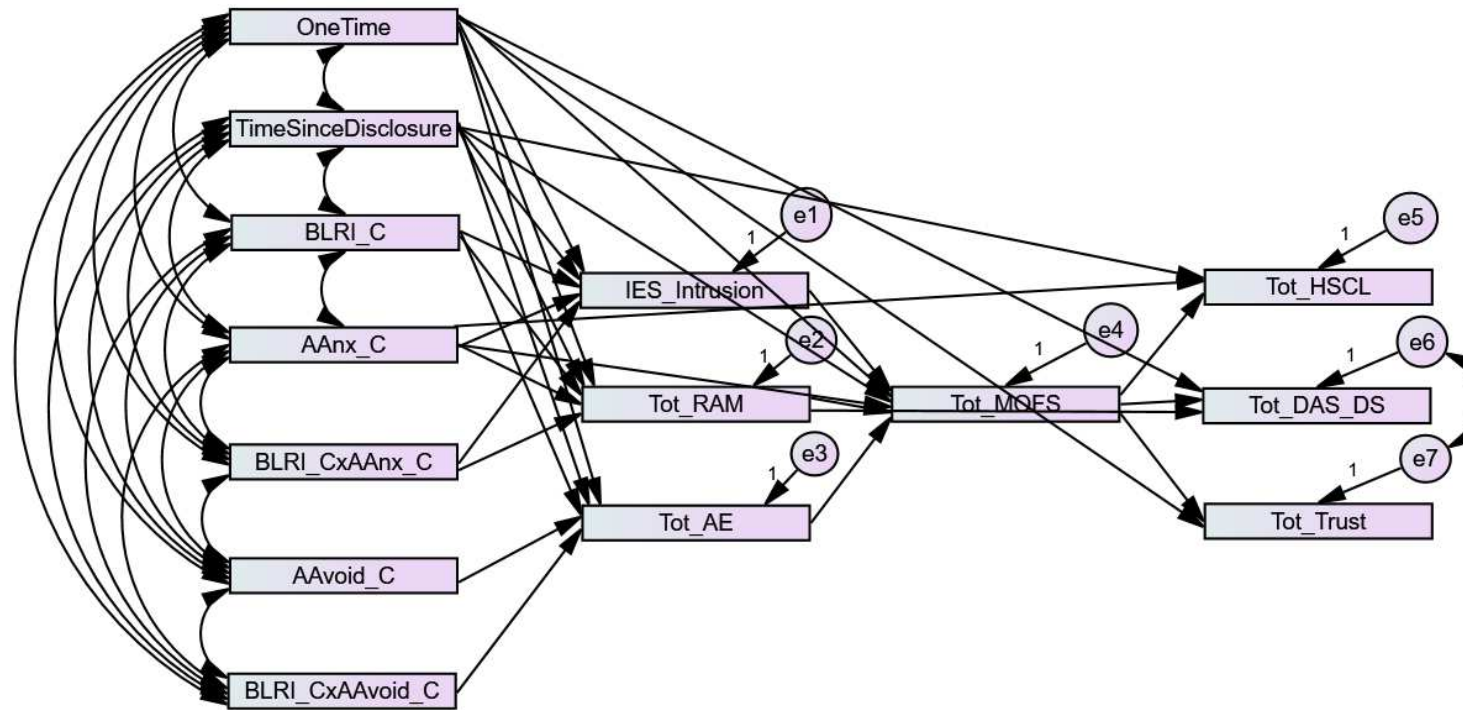 OneTime
TimeSinceDisclosure
BLRI_C
AAnx_C
BLRI_CxAAnx_C
AAvoid_C
BLRI_CxAAvoid_C
e1
1
IES_Intrusion
e2
1
Tot_RAM
e3
1
Tot_AE
e4
1
Tot_MOFS
e5
1
Tot_HSCL
e6
1
Tot_DAS_DS
e7
1
Tot_Trust